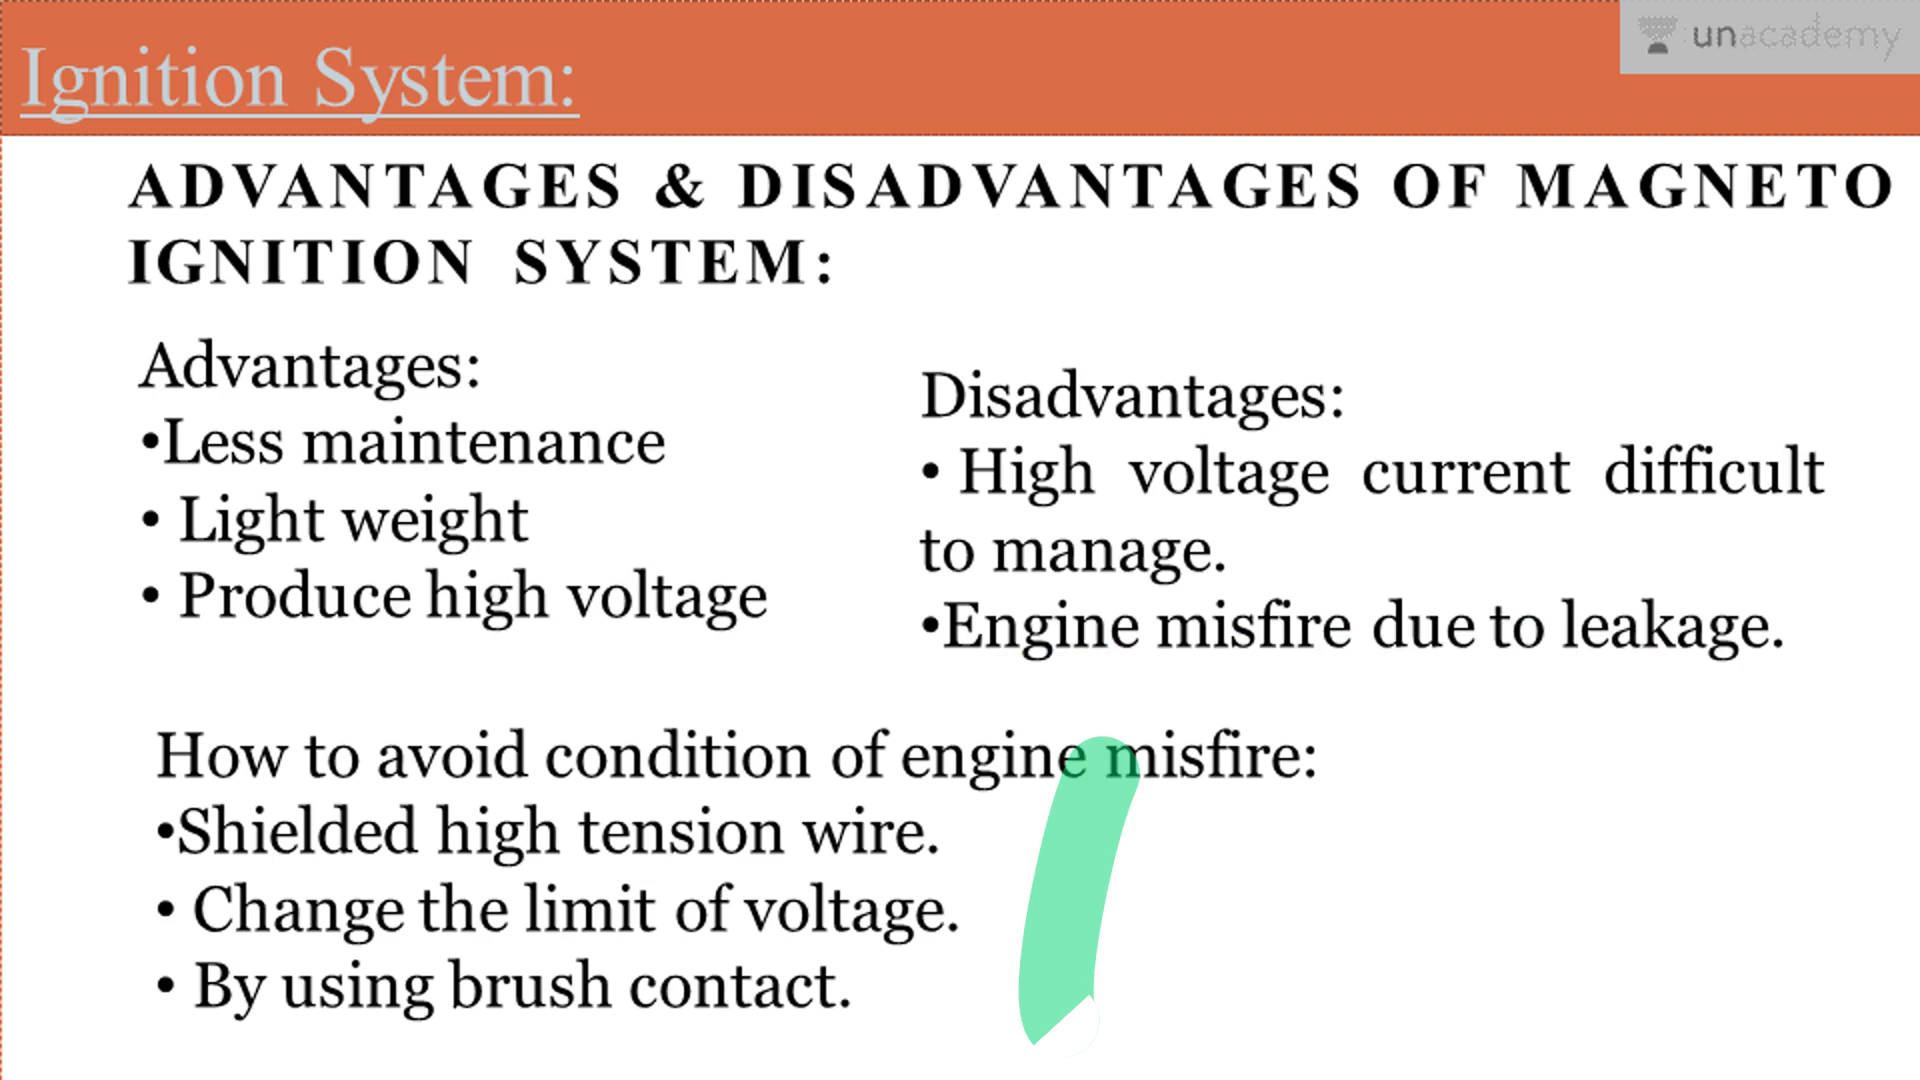 Ignition System:
unacademy
ADVANTAGES & DISADVANTAGES OF MAGNETO
IGNITION SYSTEM:
Advantages:
•Less maintenance
• Light weight
• Produce high voltage
Disadvantages:
• High voltage current difficult
to manage.
•Engine misfire due to leakage.
How to avoid condition of engine misfire:
•Shielded high tension wire.
• Change the limit of voltage.
• By using brush contact.